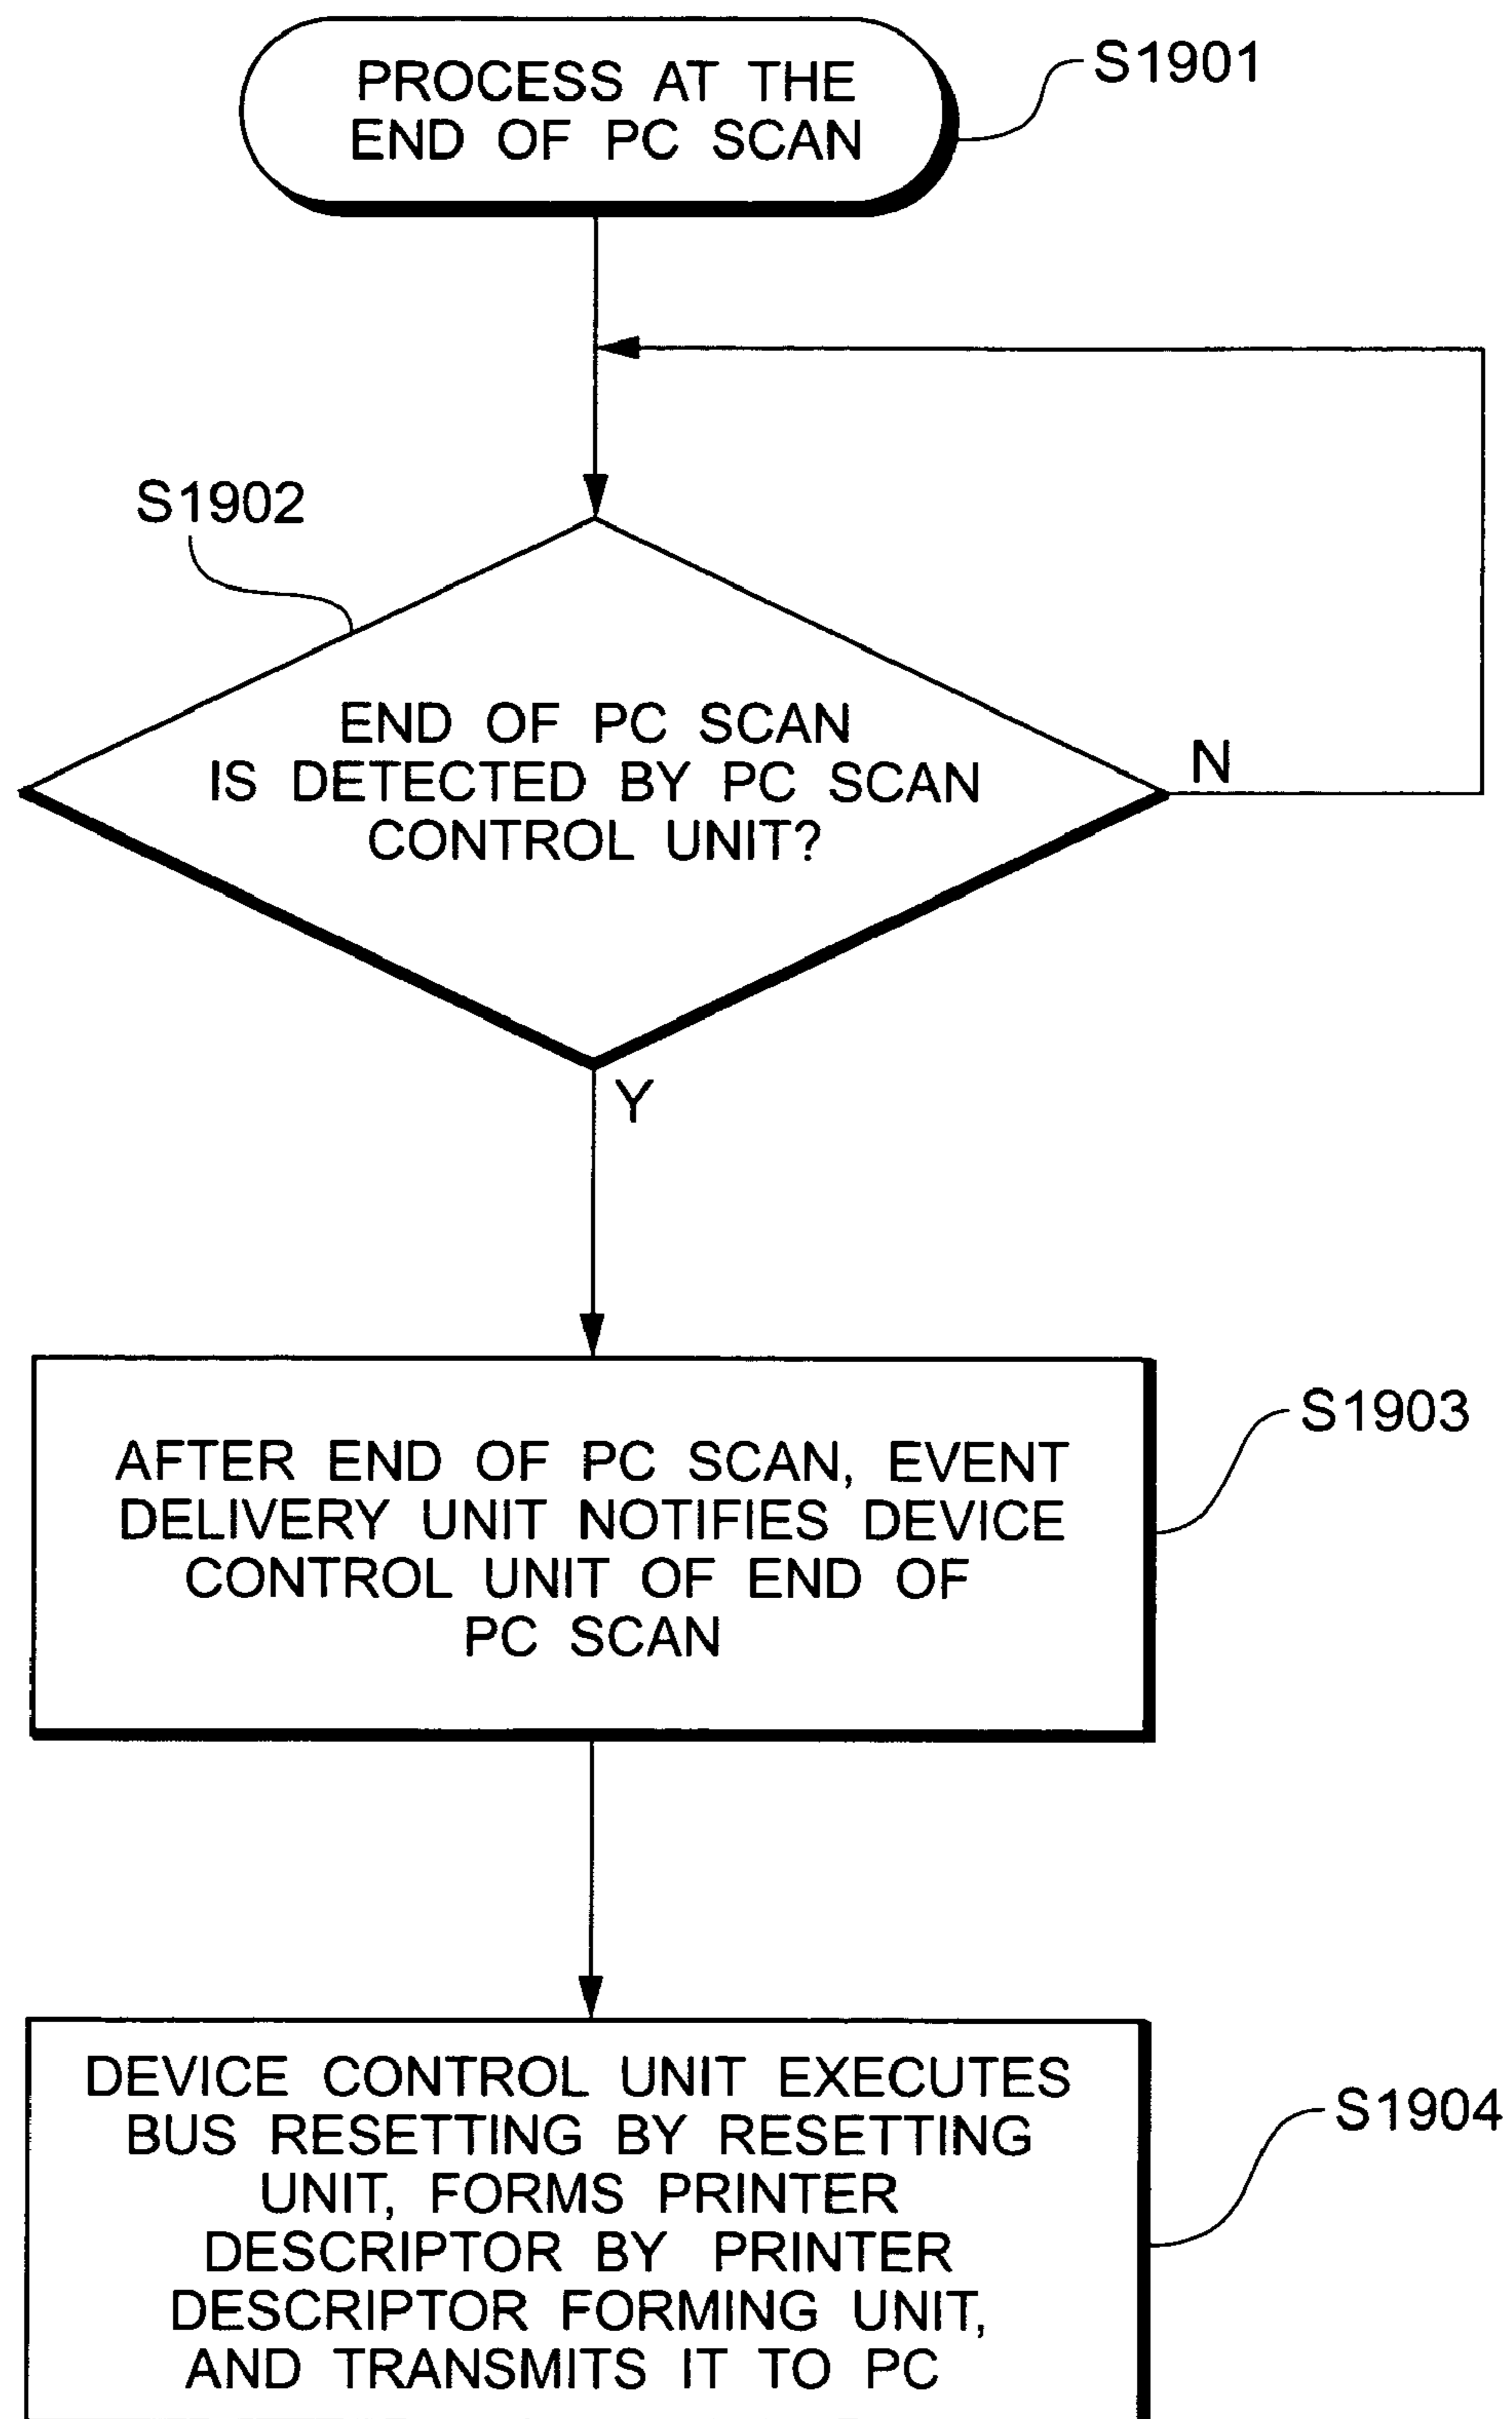 PROCESS AT THE
END OF PC SCAN
S1901
S1902
END OF PC SCAN
IS DETECTED BY PC SCAN
CONTROL UNIT?
N
Y
AFTER END OF PC SCAN, EVENT
DELIVERY UNIT NOTIFIES DEVICE
CONTROL UNIT OF END OF
PC SCAN
S1903
DEVICE CONTROL UNIT EXECUTES
BUS RESETTING BY RESETTING
UNIT, FORMS PRINTER
DESCRIPTOR BY PRINTER
DESCRIPTOR FORMING UNIT,
AND TRANSMITS IT TO PC
S1904